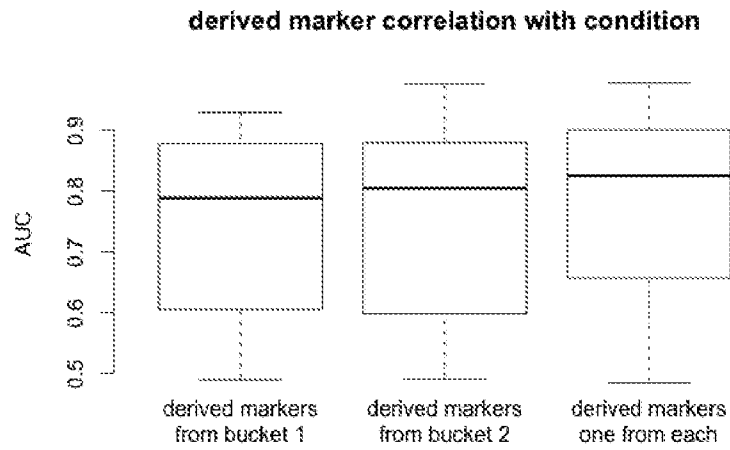 derived marker correlation with condition
AUC
0.9
0.8
0.7
0.6
0.5
derived markers
from bucket 1
derived markers
from bucket 2
derived markers
one from each